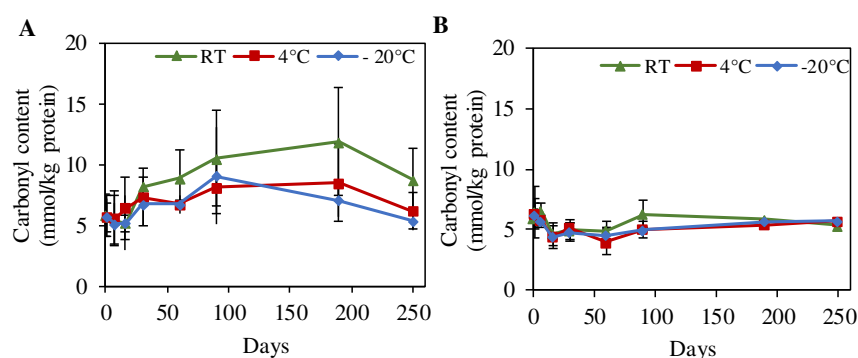 A
20
15
10
5
0
Carbonyl content
(mmol/kg protein)
RT 4°C - 20°C
0 50 100 150 200 250
Days
B
20
15
10
5
0
Carbonyl content
(mmol/kg protein)
RT 4°C -20°C
0 50 100 150 200 250
Days